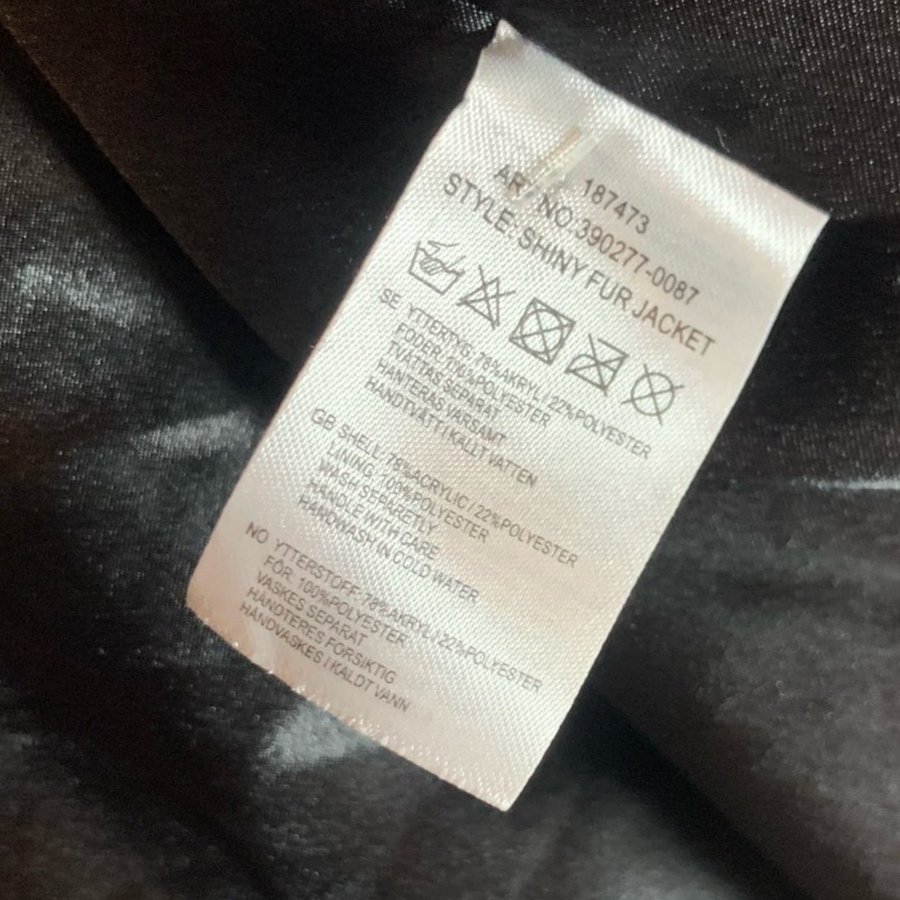 187473
ART NO:390277-0087
STYLE: SHINY FUR JACKET
SE YTTERTYG: 78%AKRYL / 22%POLYESTER
FODER: 100%POLYESTER
TVÄTTAS SEPARAT
HANTERAS VARSAMT
HANDTVÄTT I KALLT VATTEN
GB SHELL: 78%ACRYLIC / 22%POLYESTER
LINING: 100%POLYESTER
WASH SEPARETLY
HANDLE WITH CARE
HANDWASH IN COLD WATER
NO YTTERSTOFF: 78%AKRYL / 22%POLYESTER
FÓR: 100%POLYESTER
VASKES SEPARAT
HÅNDTERES FORSIKTIG
HÅNDVASKES I KALDT VANN